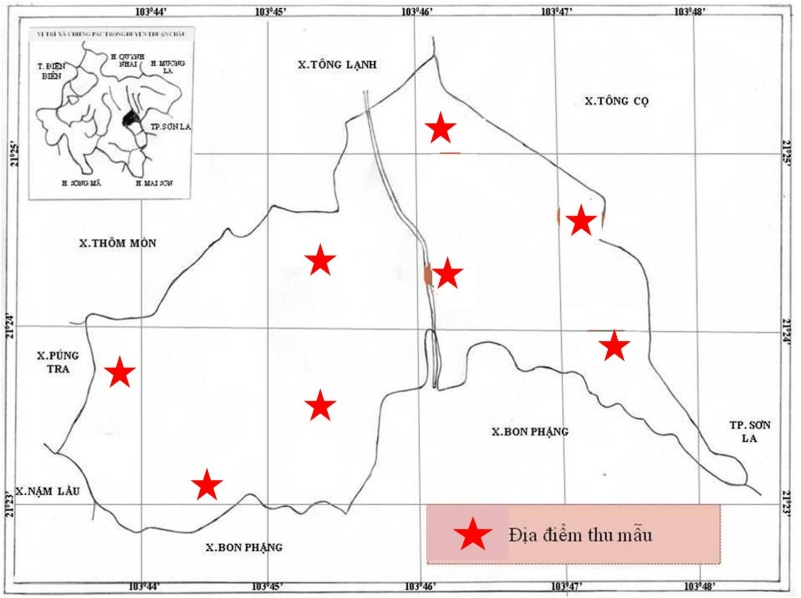 103°44' 103°45' 103°46' 103°47' 103°48'
VỊ TRÍ XÃ CHIỀNG PẤC TRONG HUYỆN THUẬN CHÂU
H. QUỲNH
NHAI
H. MƯỜNG
LA
T. ĐIỆN
BIÊN
TP.SƠN LA
H. SÔNG MÃ
H. MAI SƠN
X.TÔNG LẠNH
X.TÔNG CỌ
21°25'
21°25'
X.THÔM MÒN
21°24'
21°24'
X.PÚNG
TRA
X.BON PHẶNG
TP. SƠN
LA
X.NẬM LẦU
21°23'
21°23'
Địa điểm thu mẫu
X.BON PHẶNG
103°44' 103°45' 103°46' 103°47' 103°48'